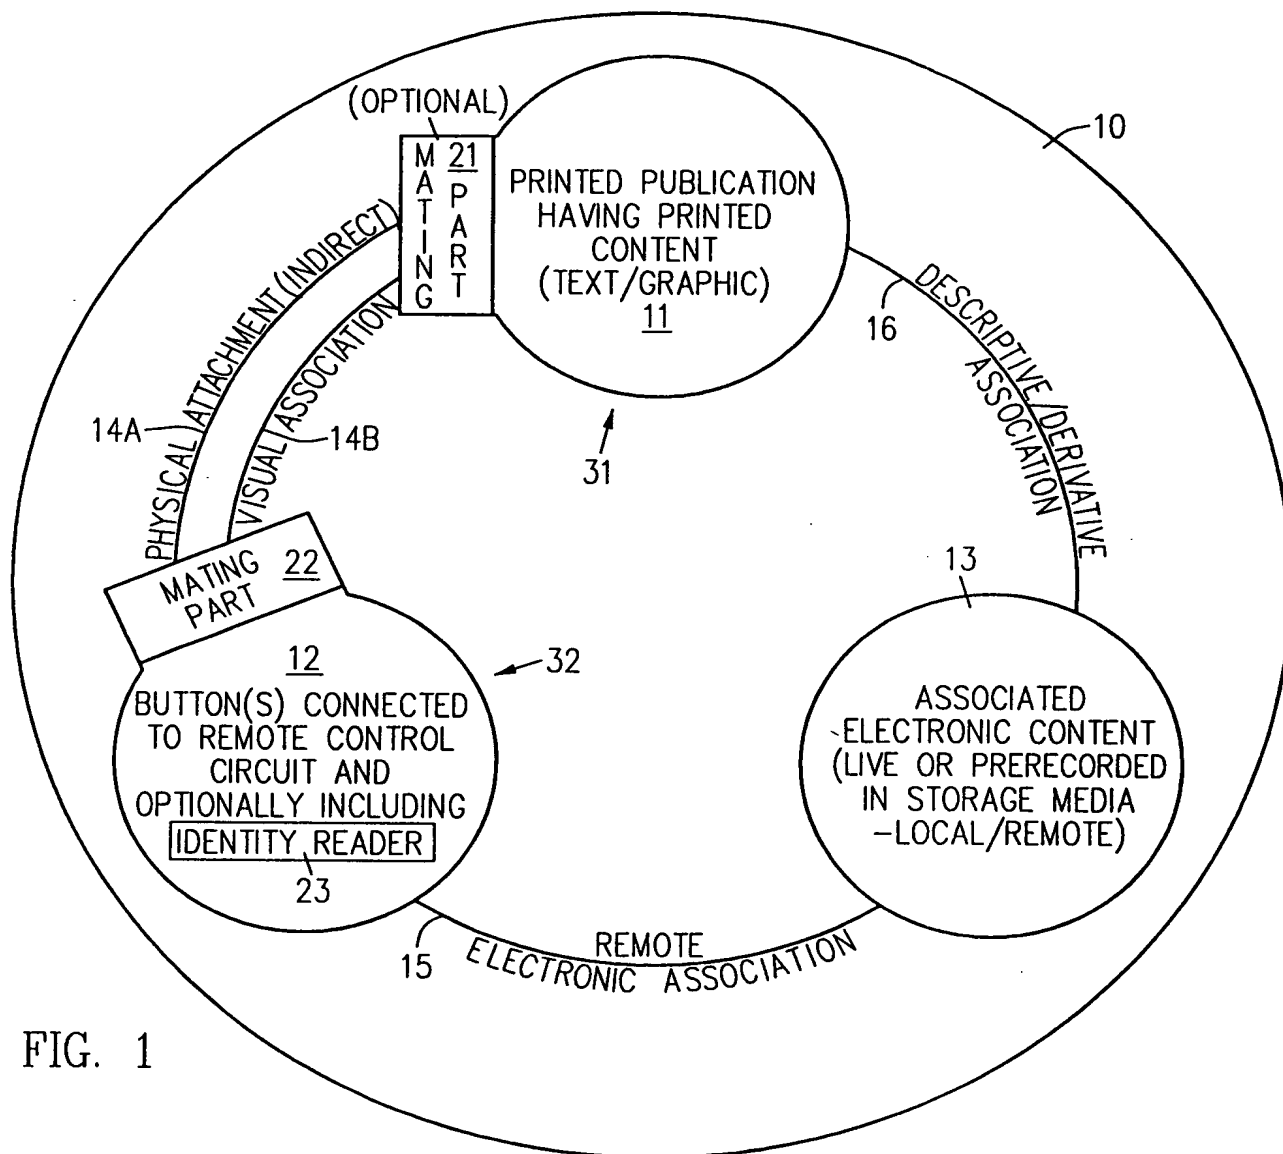 (OPTIONAL)
MATING
21
PART
PRINTED PUBLICATION
HAVING PRINTED
CONTENT
(TEXT/GRAPHIC)
11
10
16
DESCRIPTIVE/DERIVATIVE
ASSOCIATION
PHYSICAL ATTACHMENT (INDIRECT)
VISUAL ASSOCIATION
14A
14B
31
MATING
PART
22
12
32
BUTTON(S) CONNECTED
TO REMOTE CONTROL
CIRCUIT AND
OPTIONALLY INCLUDING
IDENTITY READER
23
13
ASSOCIATED
ELECTRONIC CONTENT
(LIVE OR PRERECORDED
IN STORAGE MEDIA
-LOCAL/REMOTE)
15
REMOTE
ELECTRONIC ASSOCIATION
FIG. 1